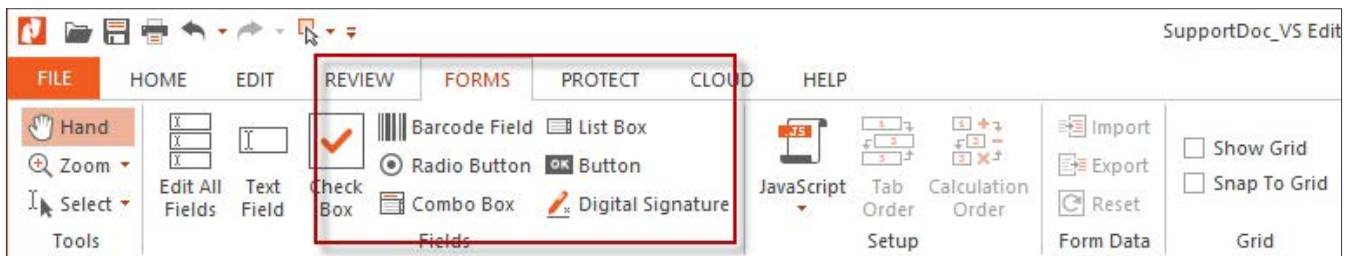 SupportDoc_VS Edit
FILE HOME EDIT REVIEW FORMS PROTECT CLOUD HELP
Hand
Zoom
Select
Tools
Edit All
Fields
Text
Field
Check
Box
Barcode Field
Radio Button
Combo Box
List Box
OK Button
Digital Signature
Fields
.JS
JavaScript
Tab
Order
Calculation
Order
Setup
Import
Export
Reset
Form Data
Show Grid
Snap To Grid
Grid